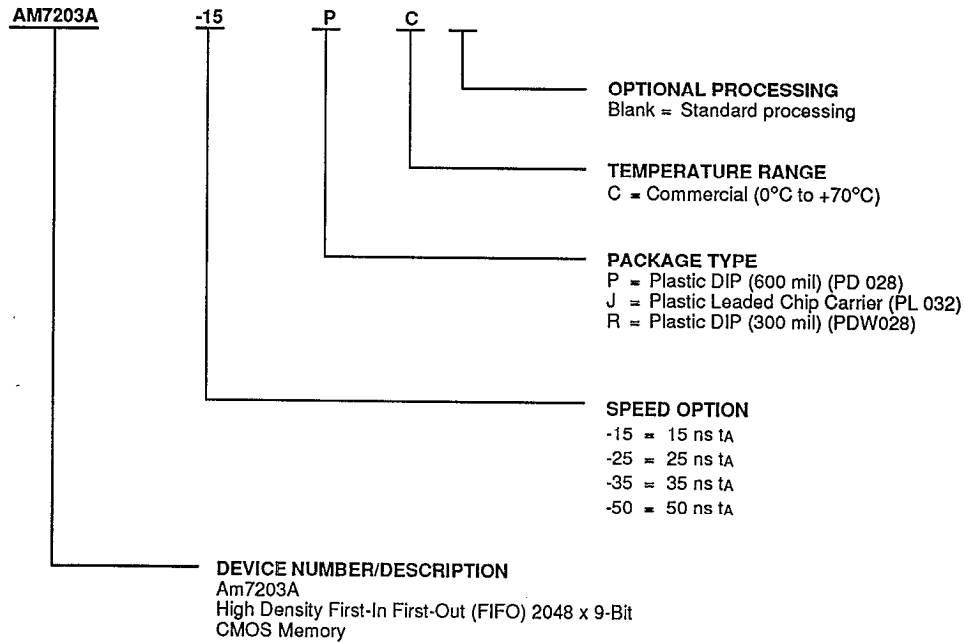 AM7203A -15 P C
OPTIONAL PROCESSING
Blank = Standard processing
TEMPERATURE RANGE
C = Commercial (0°C to +70°C)
PACKAGE TYPE
P = Plastic DIP (600 mil) (PD 028)
J = Plastic Leaded Chip Carrier (PL 032)
R = Plastic DIP (300 mil) (PDW028)
SPEED OPTION
-15 = 15 ns tA
-25 = 25 ns tA
-35 = 35 ns tA
-50 = 50 ns tA
DEVICE NUMBER/DESCRIPTION
Am7203A
High Density First-In First-Out (FIFO) 2048 x 9-Bit
CMOS Memory